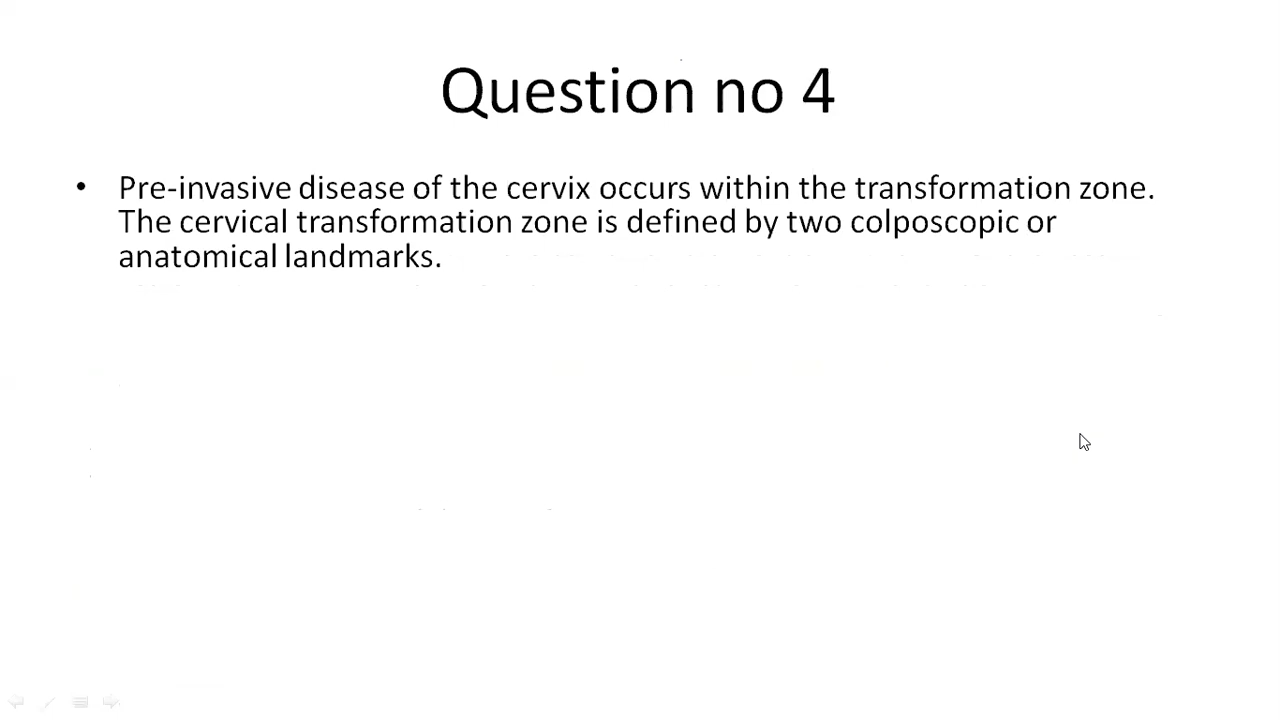 Question no 4
• Pre-invasive disease of the cervix occurs within the transformation zone.
The cervical transformation zone is defined by two colposcopic or
anatomical landmarks.